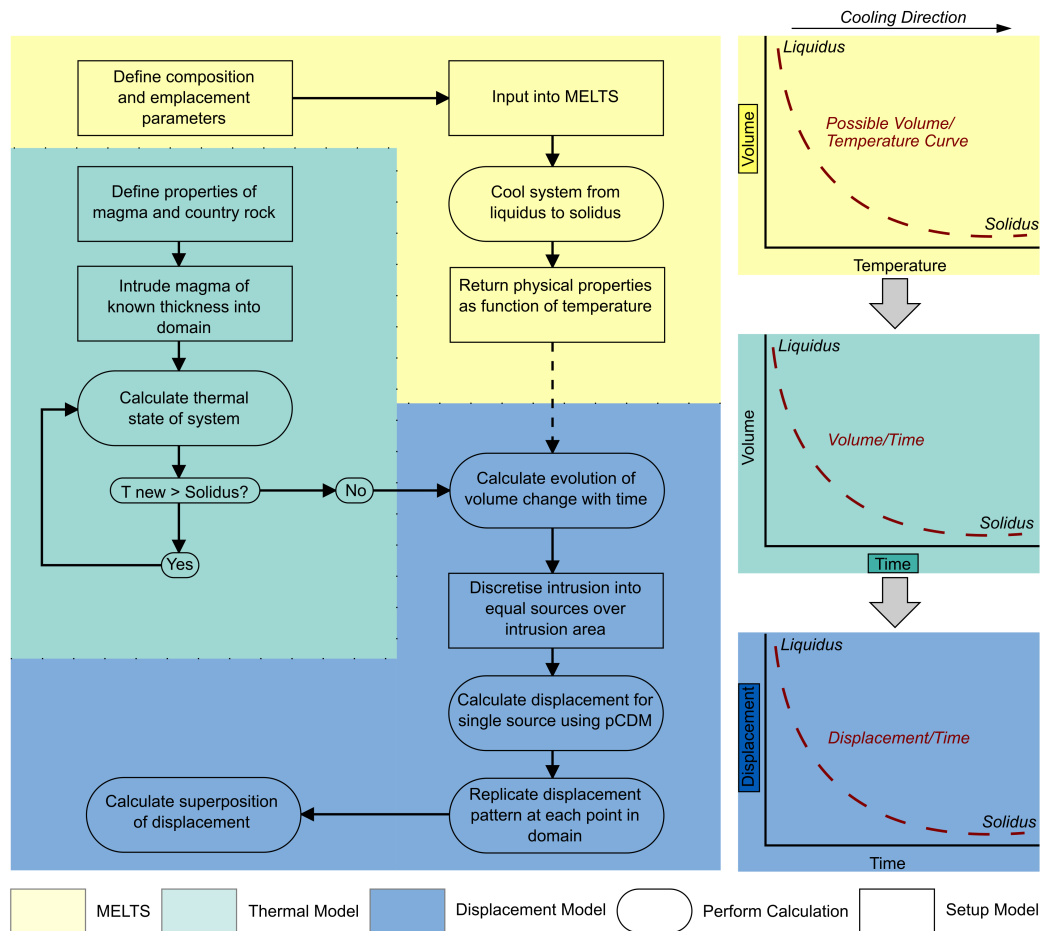 Define composition
and emplacement
parameters
Input into MELTS
Cool system from
liquidus to solidus
Return physical properties
as function of temperature
Define properties of
magma and country rock
Intrude magma of
known thickness into
domain
Calculate thermal
state of system
T new > Solidus?
No
Yes
Calculate evolution of
volume change with time
Discretise intrusion into
equal sources over
intrusion area
Calculate displacement for
single source using pCDM
Replicate displacement
pattern at each point in
domain
Calculate superposition
of displacement
Cooling Direction
Liquidus
Volume
Possible Volume/
Temperature Curve
Solidus
Temperature
Liquidus
Volume
Volume/Time
Solidus
Time
Liquidus
Displacement
Displacement/Time
Solidus
Time
MELTS
Thermal Model
Displacement Model
Perform Calculation
Setup Model